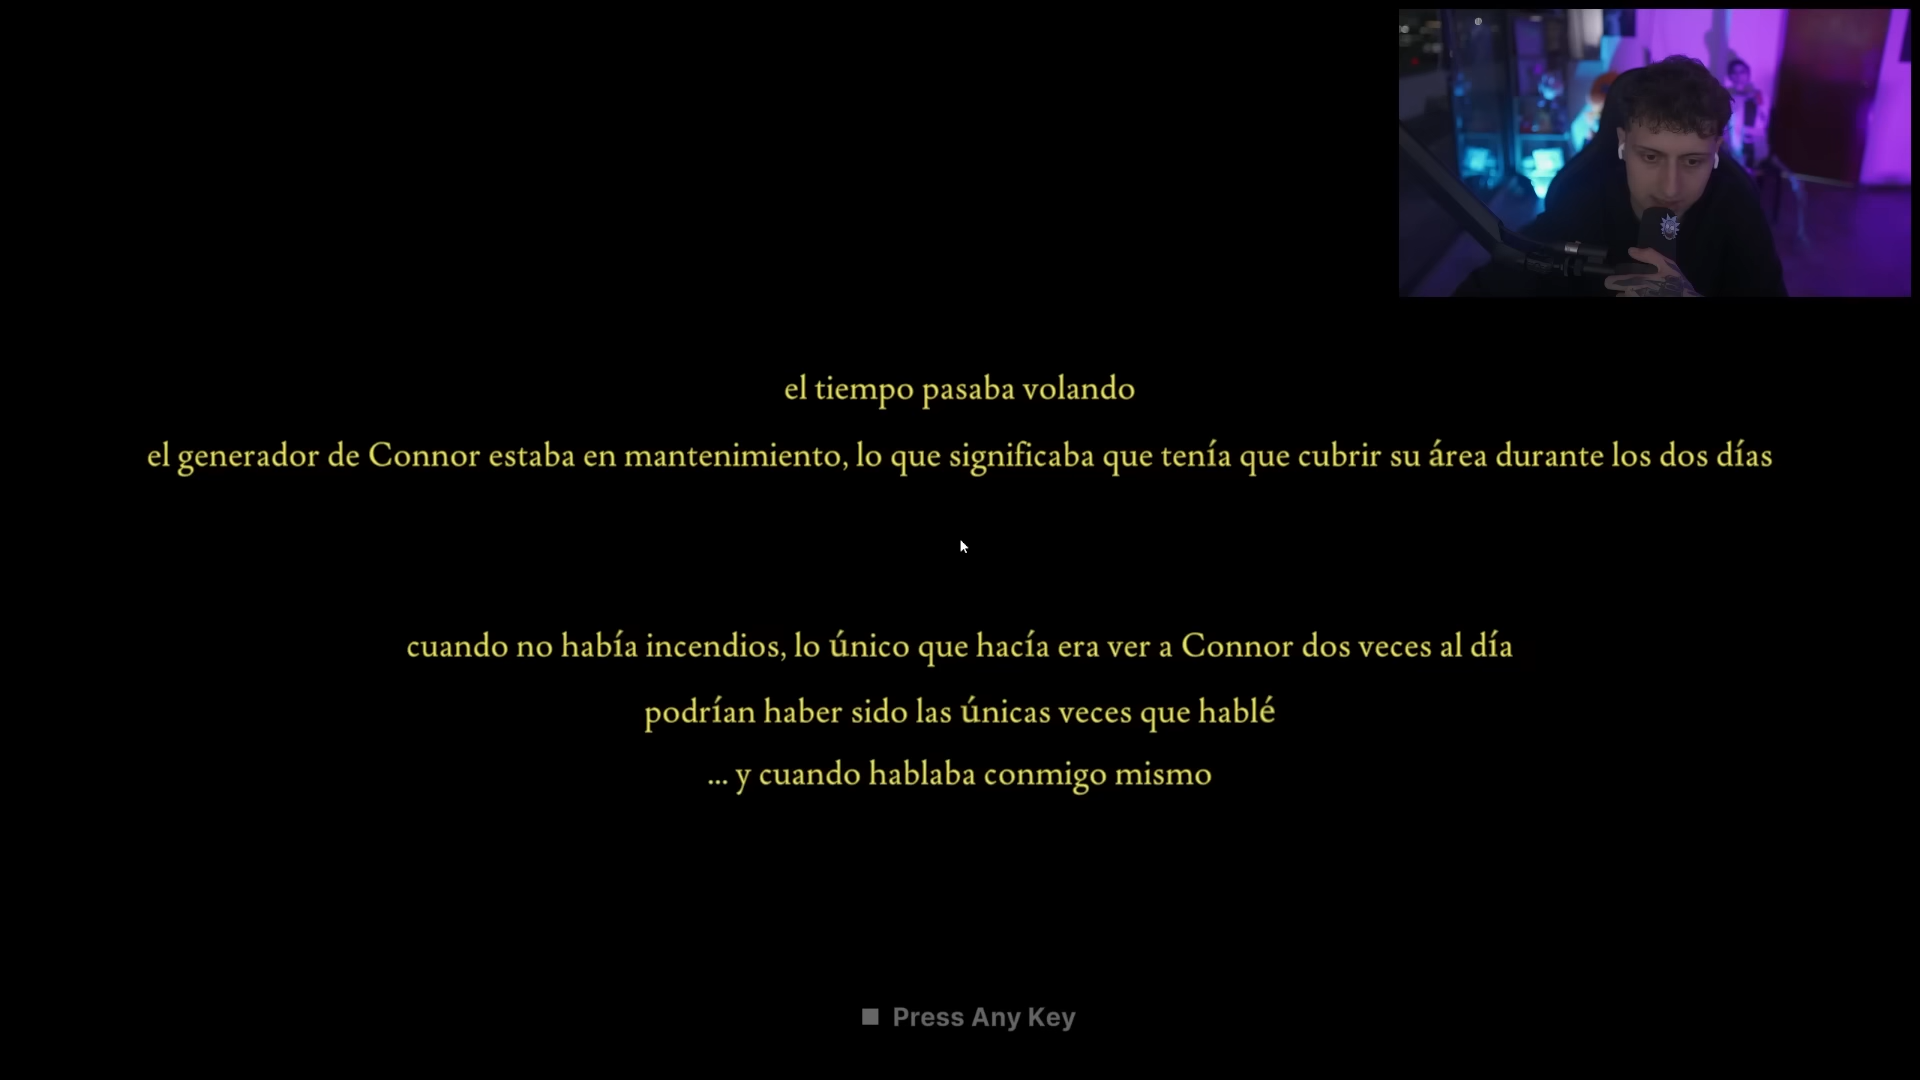 el tiempo pasaba volando
el generador de Connor estaba en mantenimiento, lo que significaba que tenía que cubrir su área durante los dos días
cuando no había incendios, lo único que hacía era ver a Connor dos veces al día
podrían haber sido las únicas veces que hablé
... y cuando hablaba conmigo mismo
Press Any Key